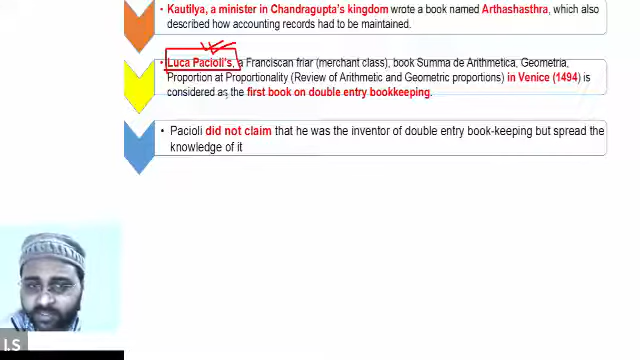 • Kautilya, a minister in Chandragupta's kingdom wrote a book named Arthashasthra, which also
described how accounting records had to be maintained.
• Luca Pacioli's, a Franciscan friar (merchant class), book Summa de Arithmetica, Geometria,
Proportion at Proportionality (Review of Arithmetic and Geometric proportions) in Venice (1494) is
considered as the first book on double entry bookkeeping.
• Pacioli did not claim that he was the inventor of double entry book-keeping but spread the
knowledge of it
I.S